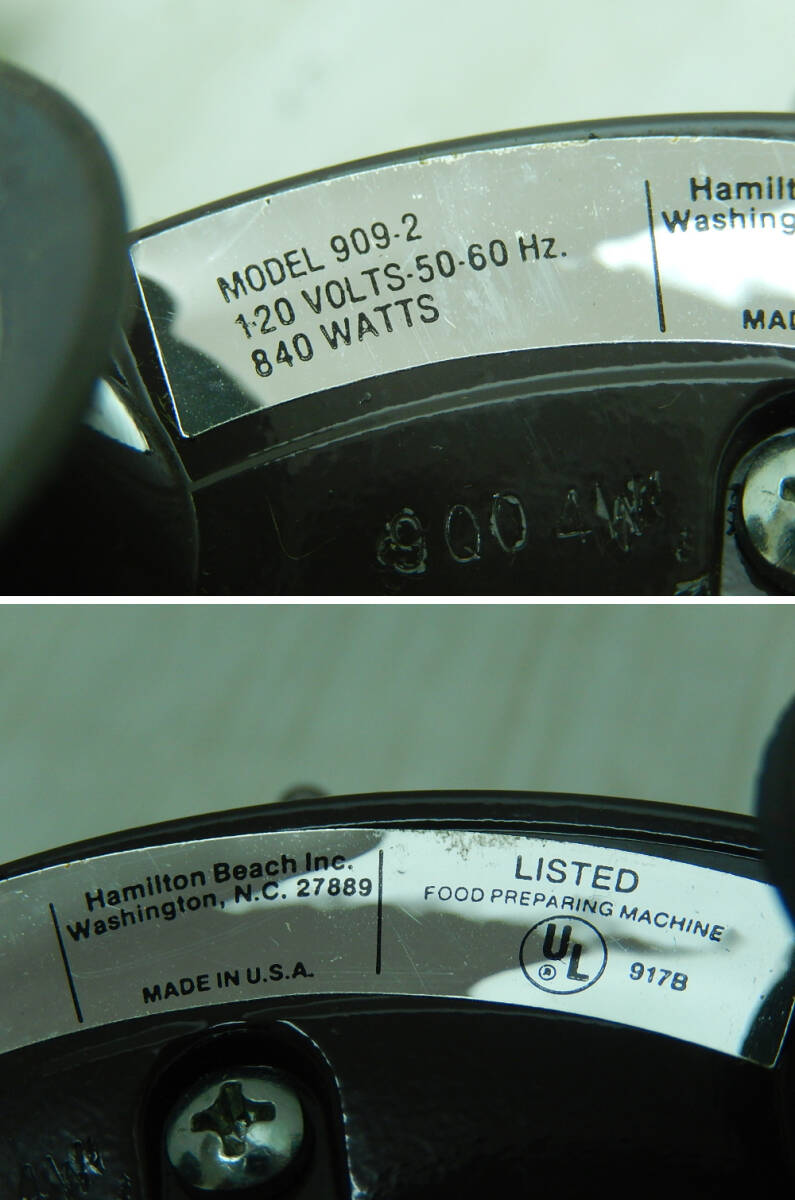 MODEL 909-2
120 VOLTS-50-60 Hz.
840 WATTS
Hamilt
Washing
MAD
Hamilton Beach Inc.
Washington, N.C. 27889
MADE IN U.S.A.
LISTED
FOOD PREPARING MACHINE
UL
®
917B